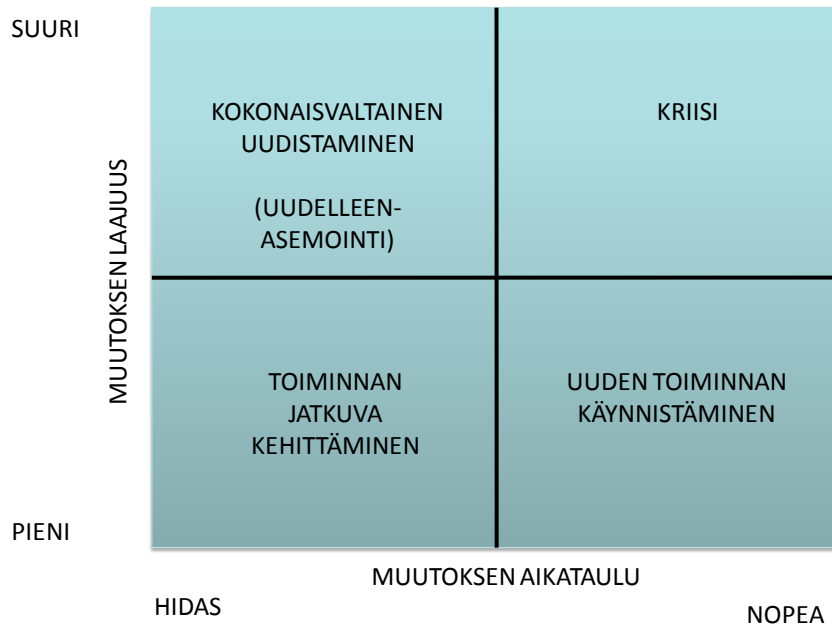 SUURI
KOKONAISVALTAINEN
UUDISTAMINEN
(UUDELLEEN-
ASEMOINTI)
KRIISI
MUUTOKSEN LAAJUUS
TOIMINNAN
JATKUVA
KEHITTÄMINEN
UUDEN TOIMINNAN
KÄYNNISTÄMINEN
PIENI
MUUTOKSEN AIKATAULU
HIDAS
NOPEA